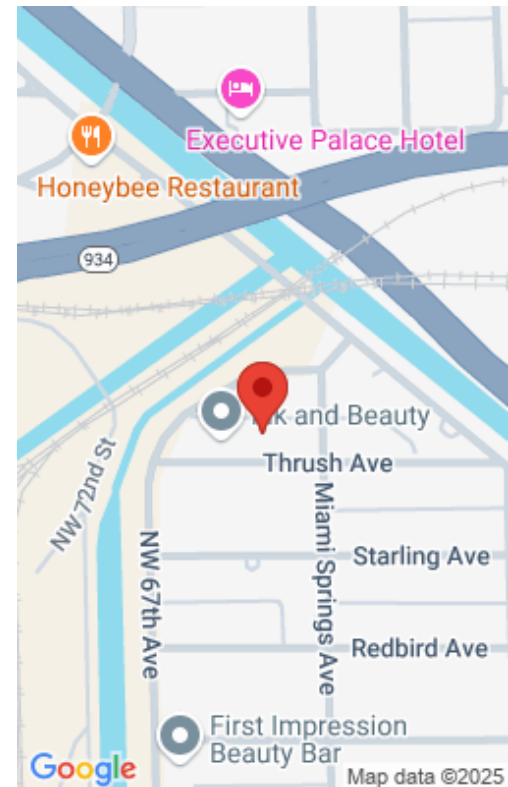 Executive Palace Hotel
Honeybee Restaurant
934
and Beauty
Thrush Ave
NW 72nd St
Miami Springs Ave
Starling Ave
NW 67th Ave
Redbird Ave
First Impression
Beauty Bar
Google
Map data ©2025